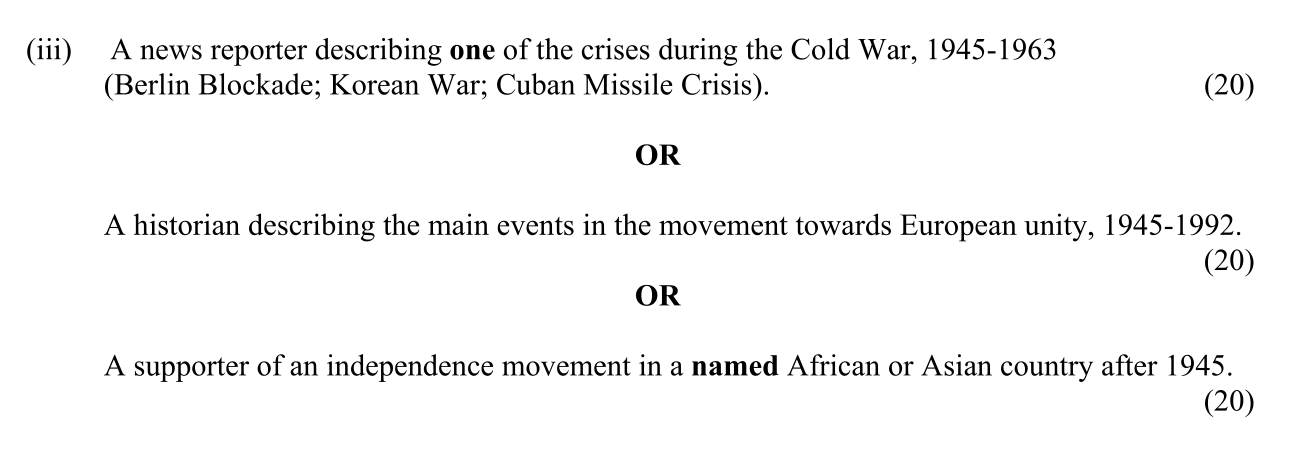 (iii) A news reporter describing one of the crises during the Cold War, 1945-1963
(Berlin Blockade; Korean War; Cuban Missile Crisis). (20)
OR
A historian describing the main events in the movement towards European unity, 1945-1992.
(20)
OR
A supporter of an independence movement in a named African or Asian country after 1945.
(20)